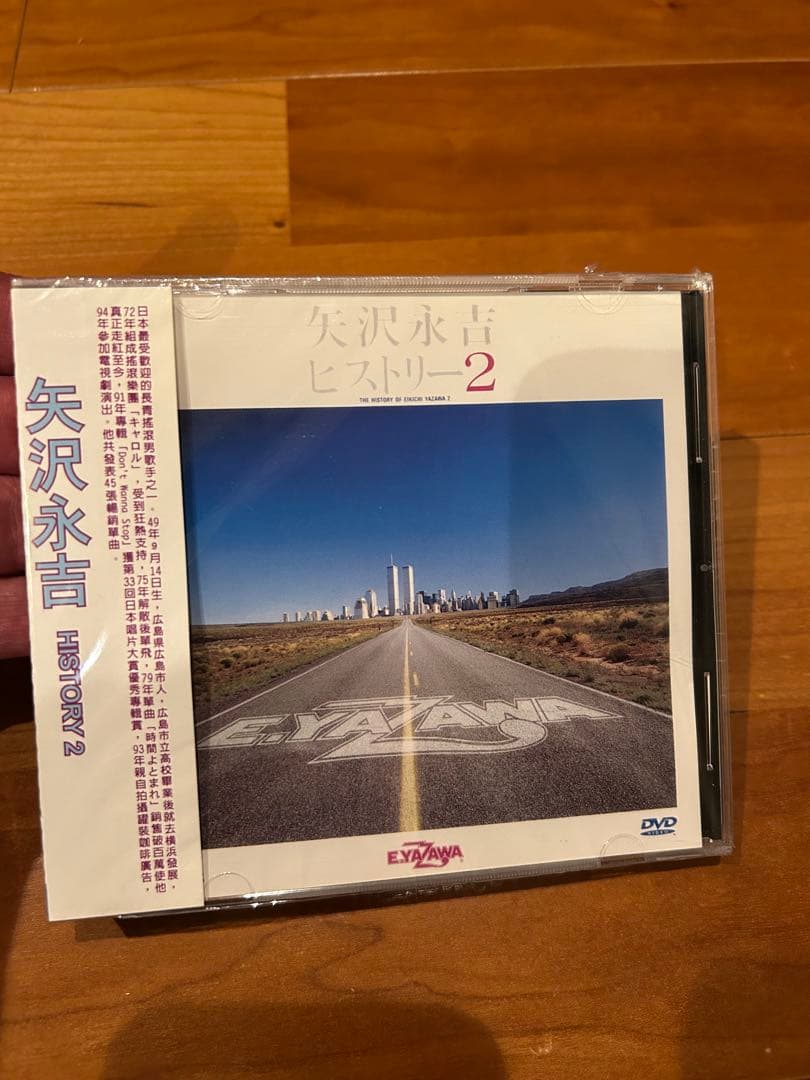 矢沢永吉 HISTORY 2
日本最受歡迎的長青搖滾男歌手之一。49年9月14日生，広島県広島市人，広島市立高校畢業後就去橫浜發展，
72年組成搖滾樂團「キャロル」，受到狂熱支持，75年解散後單飛，79年單曲「時間よとまれ」銷售破百萬使他
真正走紅至今，91年專輯「Don't Wanna Stop」獲第33回日本唱片大賞優秀專輯賞，93年親自拍攝罐裝咖啡廣告，
94年參加電視劇演出。他共發表45張暢銷單曲。
矢沢永吉
ヒストリー2
THE HISTORY OF EIKICHI YAZAWA 2
E.YAZAWA
DVD
VIDEO
E.YAZAWA